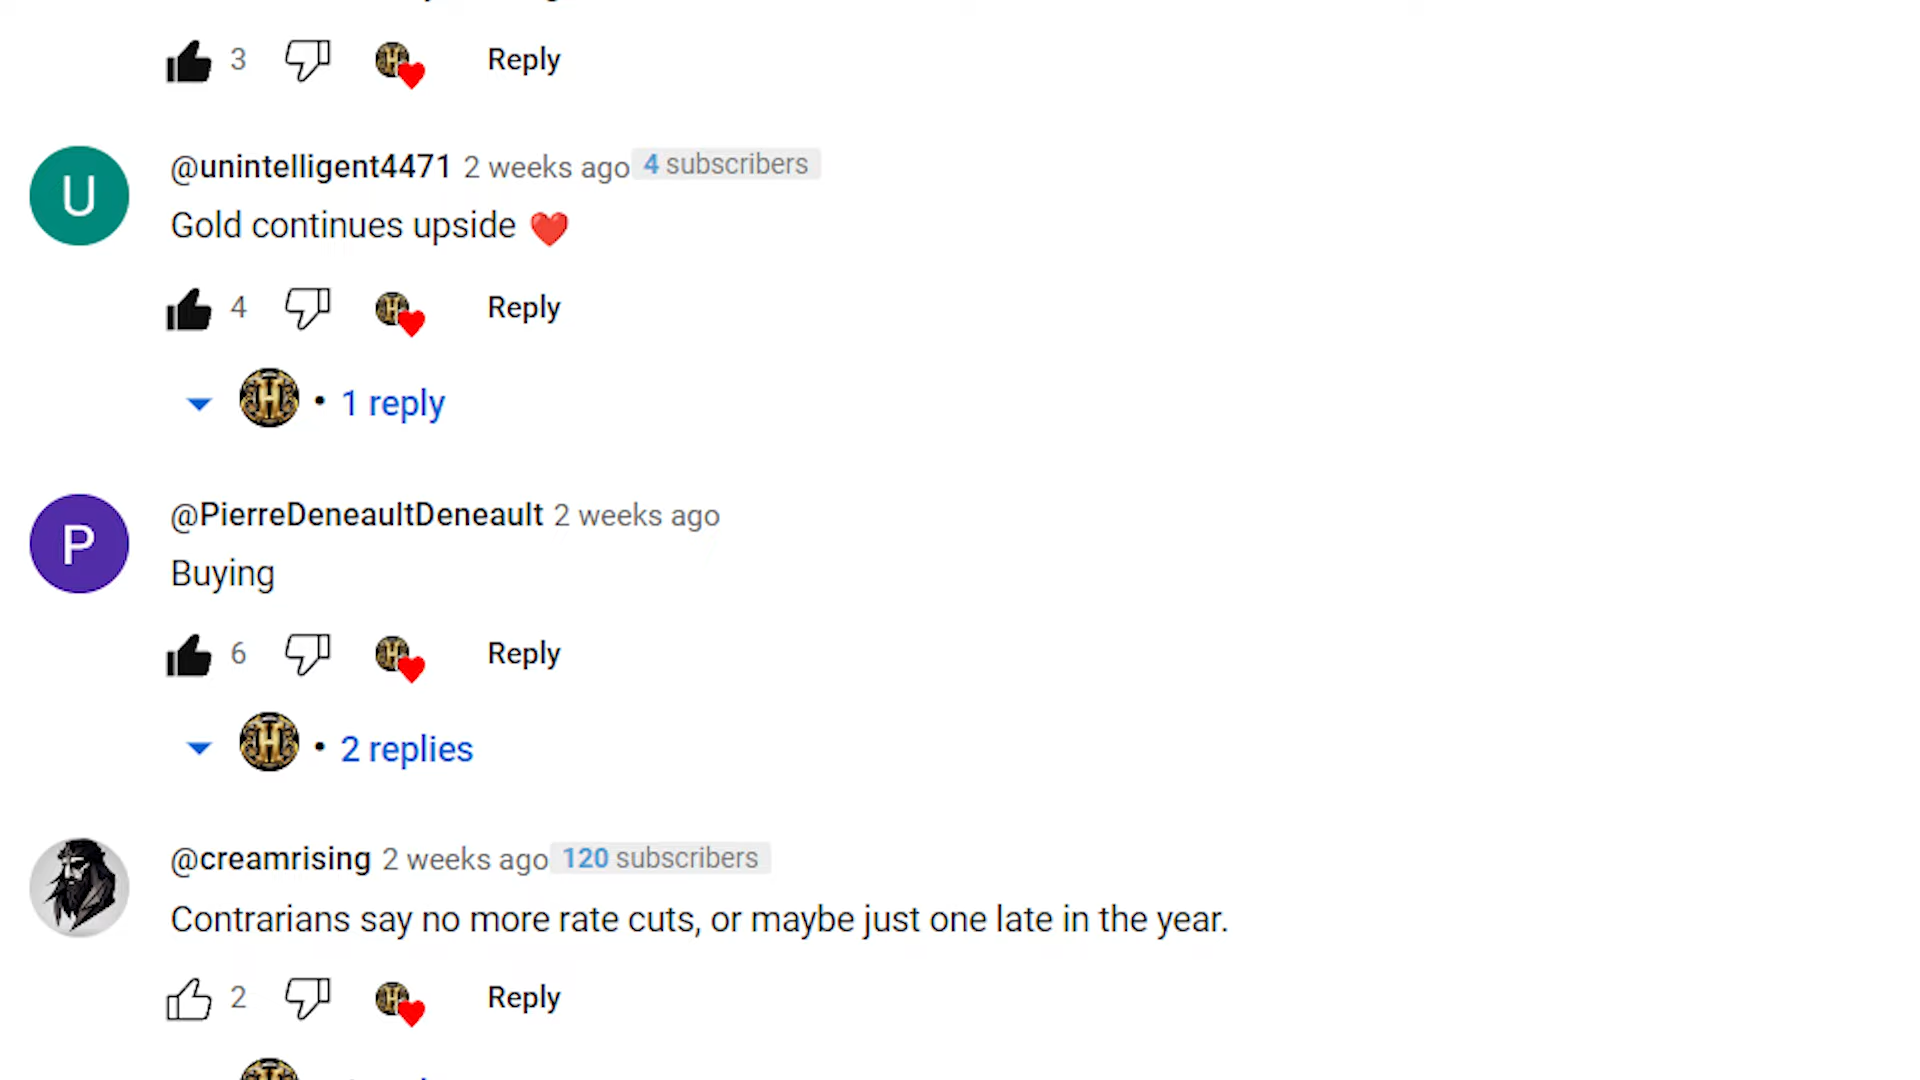 3 Reply
U
@unintelligent4471 2 weeks ago 4 subscribers
Gold continues upside
4 Reply
H • 1 reply
P
@PierreDeneaultDeneault 2 weeks ago
Buying
6 Reply
H • 2 replies
@creamrising 2 weeks ago 120 subscribers
Contrarians say no more rate cuts, or maybe just one late in the year.
2 Reply